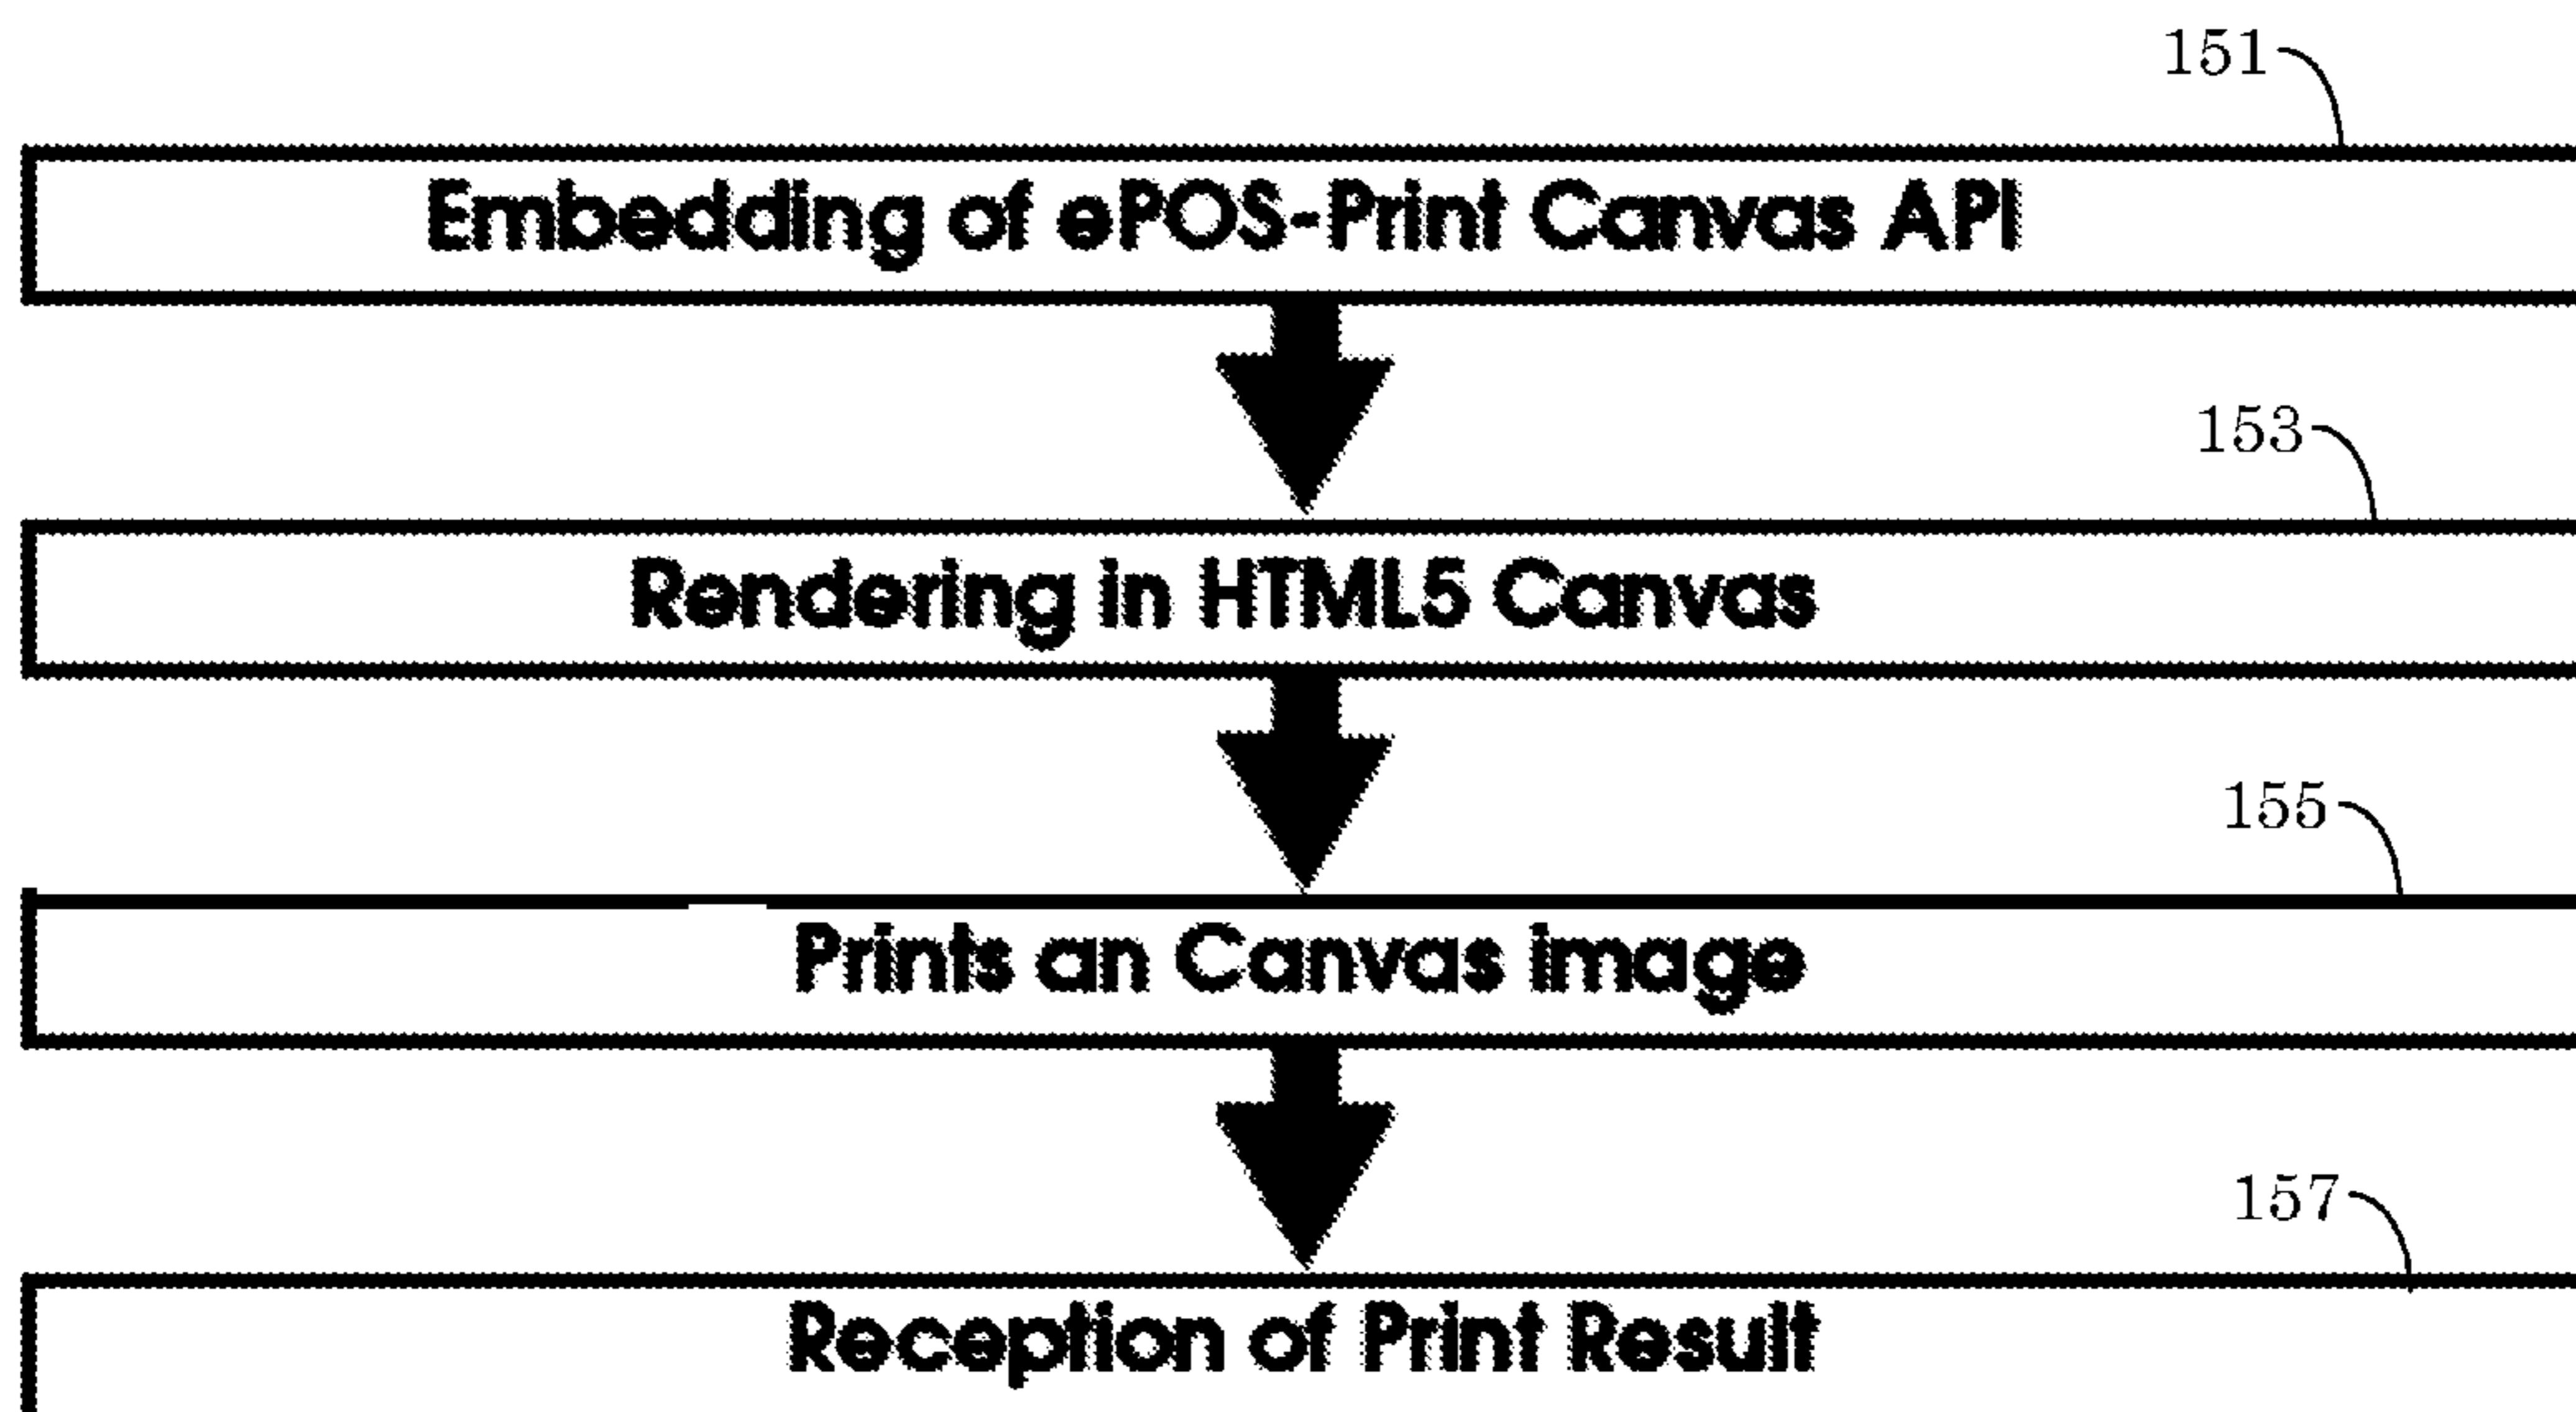 151
Embedding of ePOS-Print Canvas API
153
Rendering in HTML5 Canvas
155
Prints an Canvas image
157
Reception of Print Result